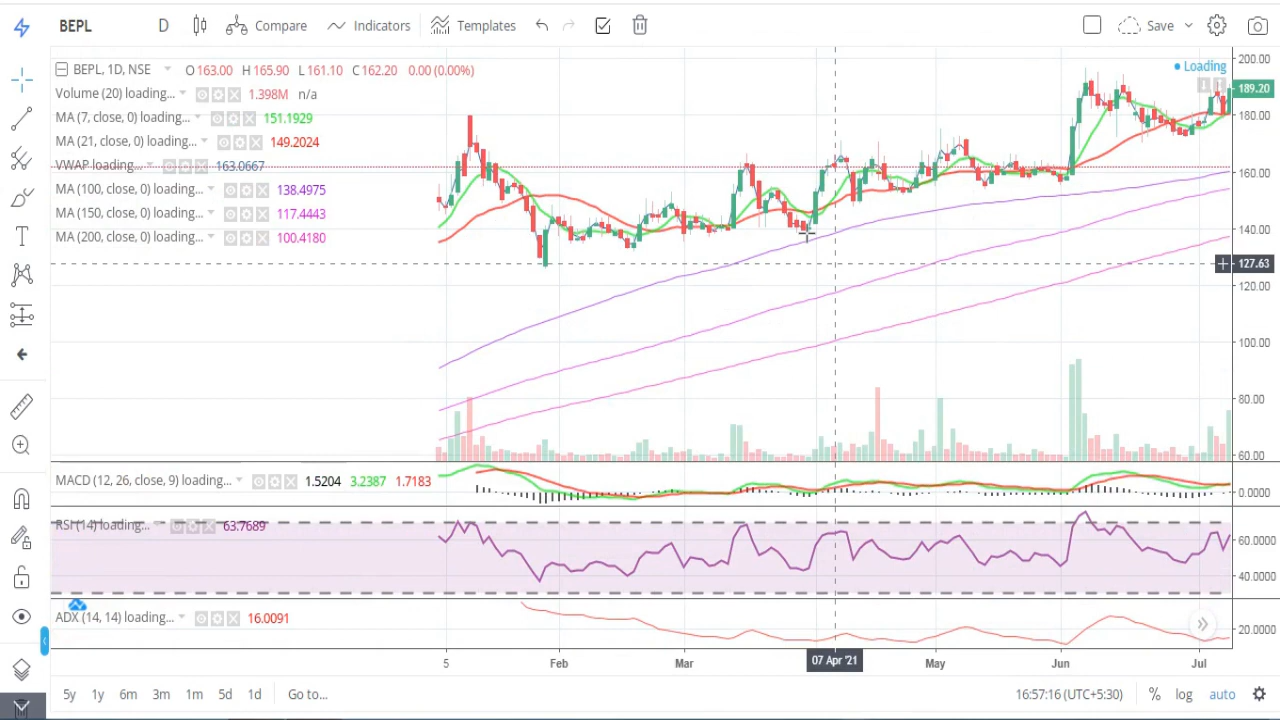 BEPL D Compare Indicators Templates Save
BEPL, 1D, NSE O 163.00 H 165.90 L 161.10 C 162.20 0.00 (0.00%)
Loading
200.00
Volume (20) loading... 1.398M n/a
189.20
MA (7, close, 0) loading... 151.1929
180.00
MA (21, close, 0) loading... 149.2024
VWAP loading... 163.0667
160.00
MA (100, close, 0) loading... 138.4975
MA (150, close, 0) loading... 117.4443
140.00
MA (200, close, 0) loading... 100.4180
127.63
120.00
100.00
80.00
60.00
MACD (12, 26, close, 9) loading... 1.5204 3.2387 1.7183
0.0000
RSI (14) loading... 63.7689
60.0000
40.0000
ADX (14, 14) loading... 16.0091
20.0000
5 Feb Mar 07 Apr '21 May Jun Jul
5y 1y 6m 3m 1m 5d 1d Go to... 16:57:16 (UTC+5:30) % log auto